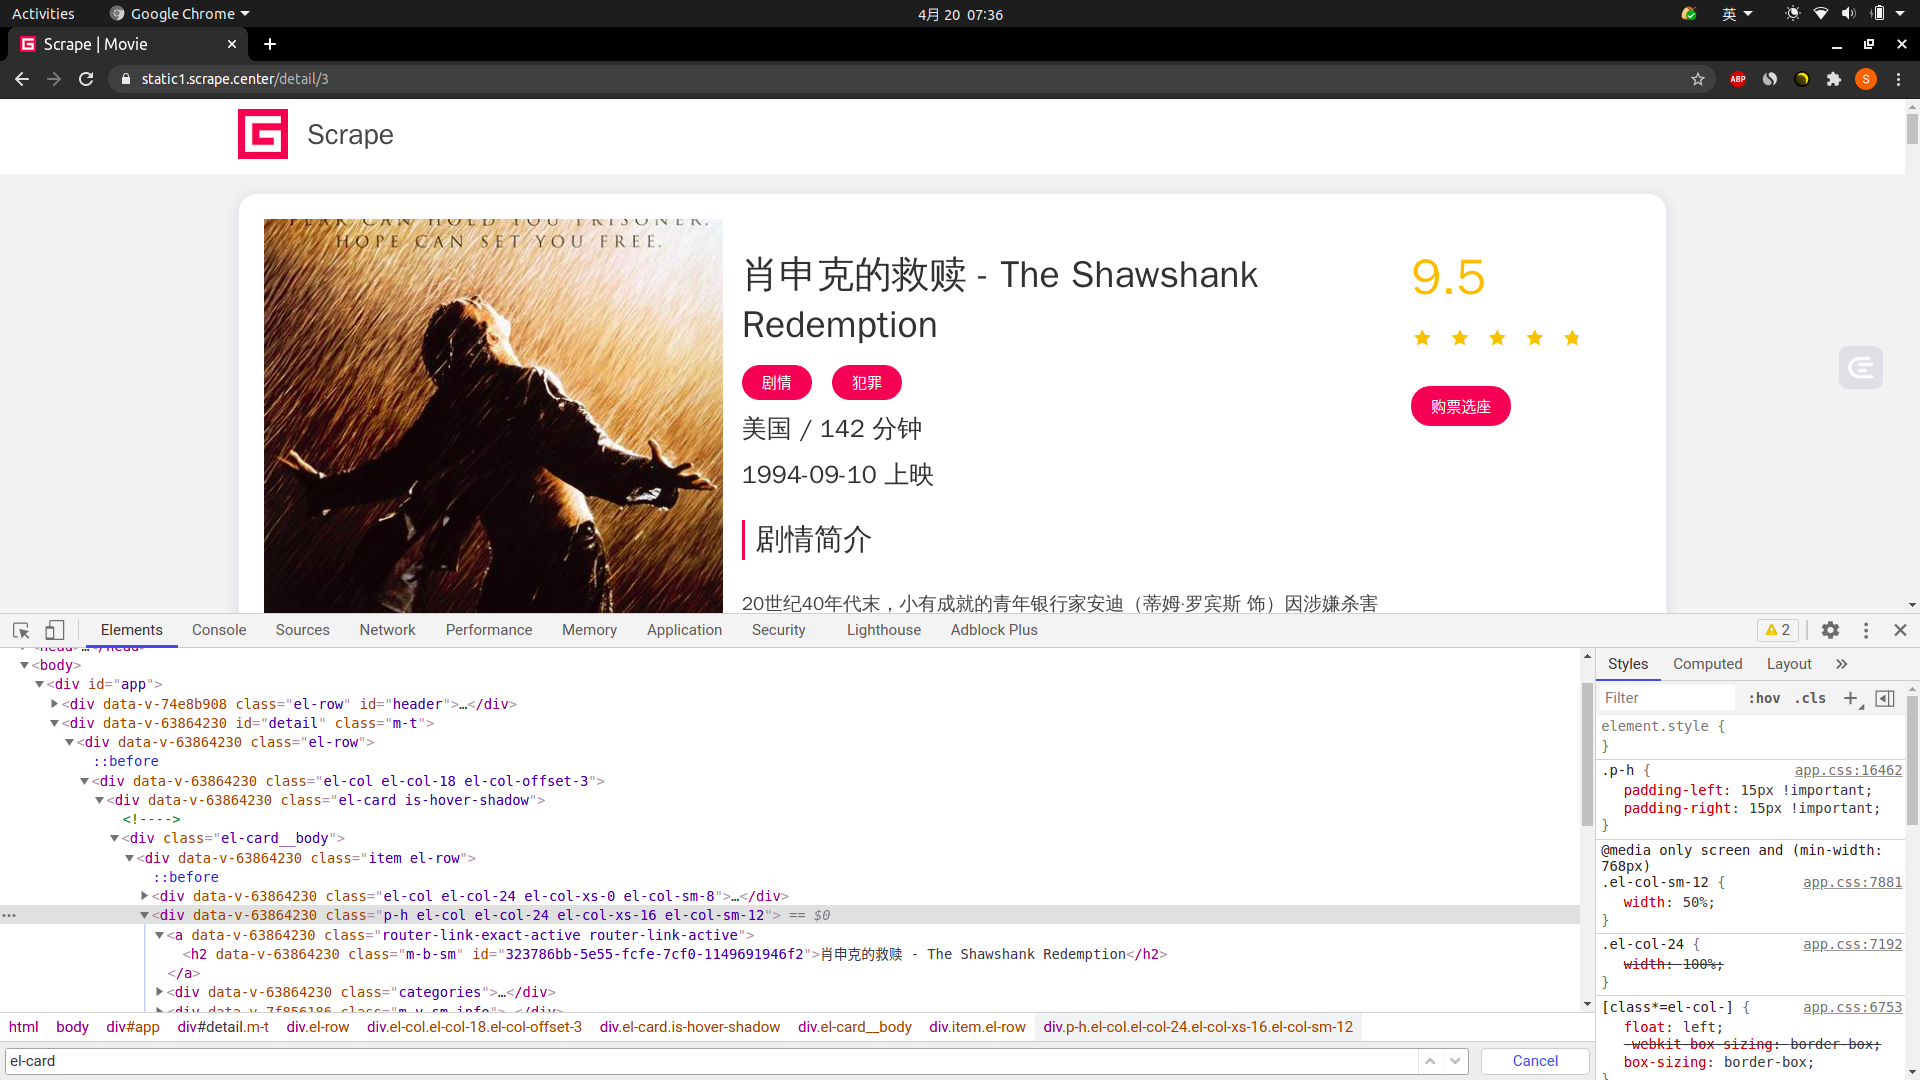 Activities
Google Chrome
4月 20 07:36
英
Scrape | Movie
static1.scrape.center/detail/3
ABP
S
Scrape
FEAR CAN HOLD YOU PRISONER.
HOPE CAN SET YOU FREE.
肖申克的救赎 - The Shawshank
Redemption
9.5
剧情
犯罪
购票选座
美国 / 142 分钟
1994-09-10 上映
剧情简介
20世纪40年代末，小有成就的青年银行家安迪（蒂姆·罗宾斯 饰）因涉嫌杀害
Elements
Console
Sources
Network
Performance
Memory
Application
Security
Lighthouse
Adblock Plus
2
<head>…</head>
<body>
<div id="app">
<div data-v-74e8b908 class="el-row" id="header">…</div>
<div data-v-63864230 id="detail" class="m-t">
<div data-v-63864230 class="el-row">
::before
<div data-v-63864230 class="el-col el-col-18 el-col-offset-3">
<div data-v-63864230 class="el-card is-hover-shadow">
<!---->
<div class="el-card__body">
<div data-v-63864230 class="item el-row">
::before
<div data-v-63864230 class="el-col el-col-24 el-col-xs-0 el-col-sm-8">…</div>
<div data-v-63864230 class="p-h el-col el-col-24 el-col-xs-16 el-col-sm-12"> == $0
<a data-v-63864230 class="router-link-exact-active router-link-active">
<h2 data-v-63864230 class="m-b-sm" id="323786bb-5e55-fcfe-7cf0-1149691946f2">肖申克的救赎 - The Shawshank Redemption</h2>
</a>
<div data-v-63864230 class="categories">…</div>
<div data-v-7f856186 class="m-v-sm info">…</div>
html body div#app div#detail.m-t div.el-row div.el-col.el-col-18.el-col-offset-3 div.el-card.is-hover-shadow div.el-card__body div.item.el-row div.p-h.el-col.el-col-24.el-col-xs-16.el-col-sm-12
el-card
Cancel
Styles
Computed
Layout
Filter
:hov
.cls
element.style {
}
.p-h {
app.css:16462
padding-left: 15px !important;
padding-right: 15px !important;
}
@media only screen and (min-width:
768px)
.el-col-sm-12 {
app.css:7881
width: 50%;
}
.el-col-24 {
app.css:7192
width: 100%;
}
[class*=el-col-] {
app.css:6753
float: left;
-webkit-box-sizing: border-box;
box-sizing: border-box;
}